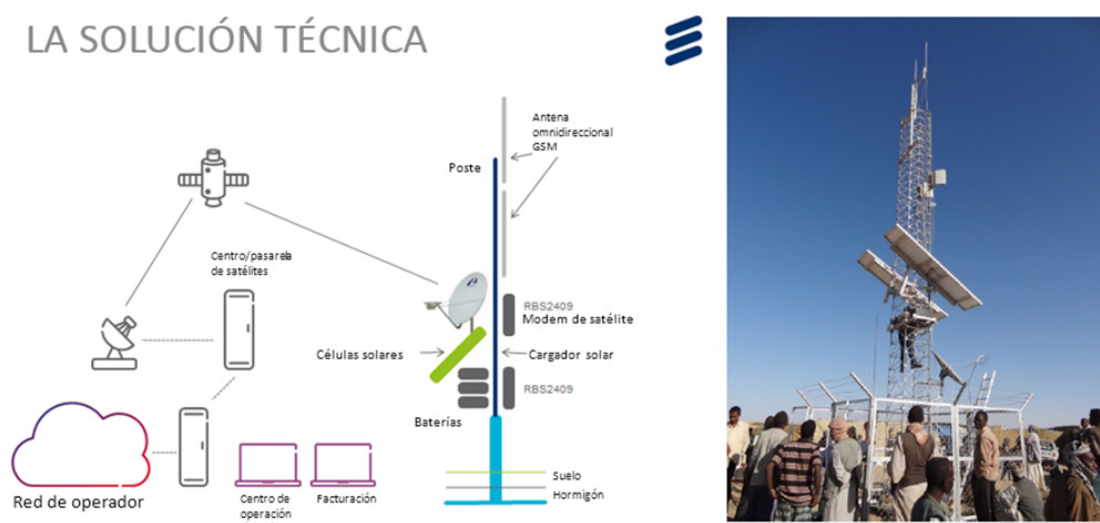 LA SOLUCIÓN TÉCNICA
Antena
omnidireccional
GSM
Poste
Centro/pasarela
de satélites
RBS2409
Modem de satélite
Células solares
Cargador solar
RBS2409
Baterías
Suelo
Hormigón
Red de operador
Centro de
operación
Facturación